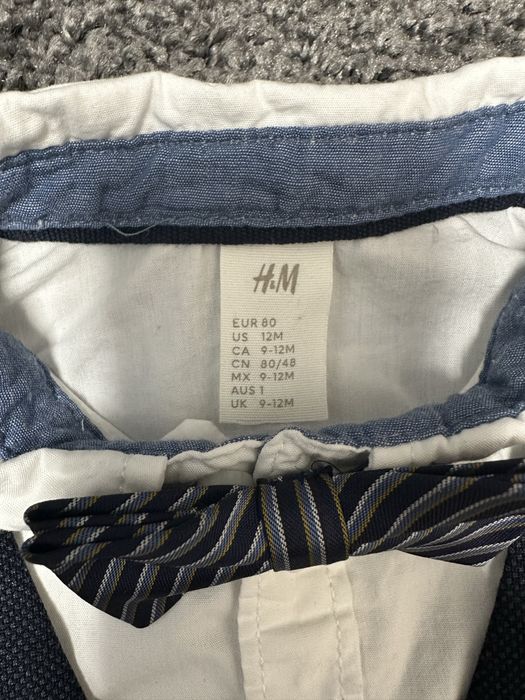 H&M
EUR 80
US 12M
CA 9-12M
CN 80/48
MX 9-12M
AUS 1
UK 9-12M